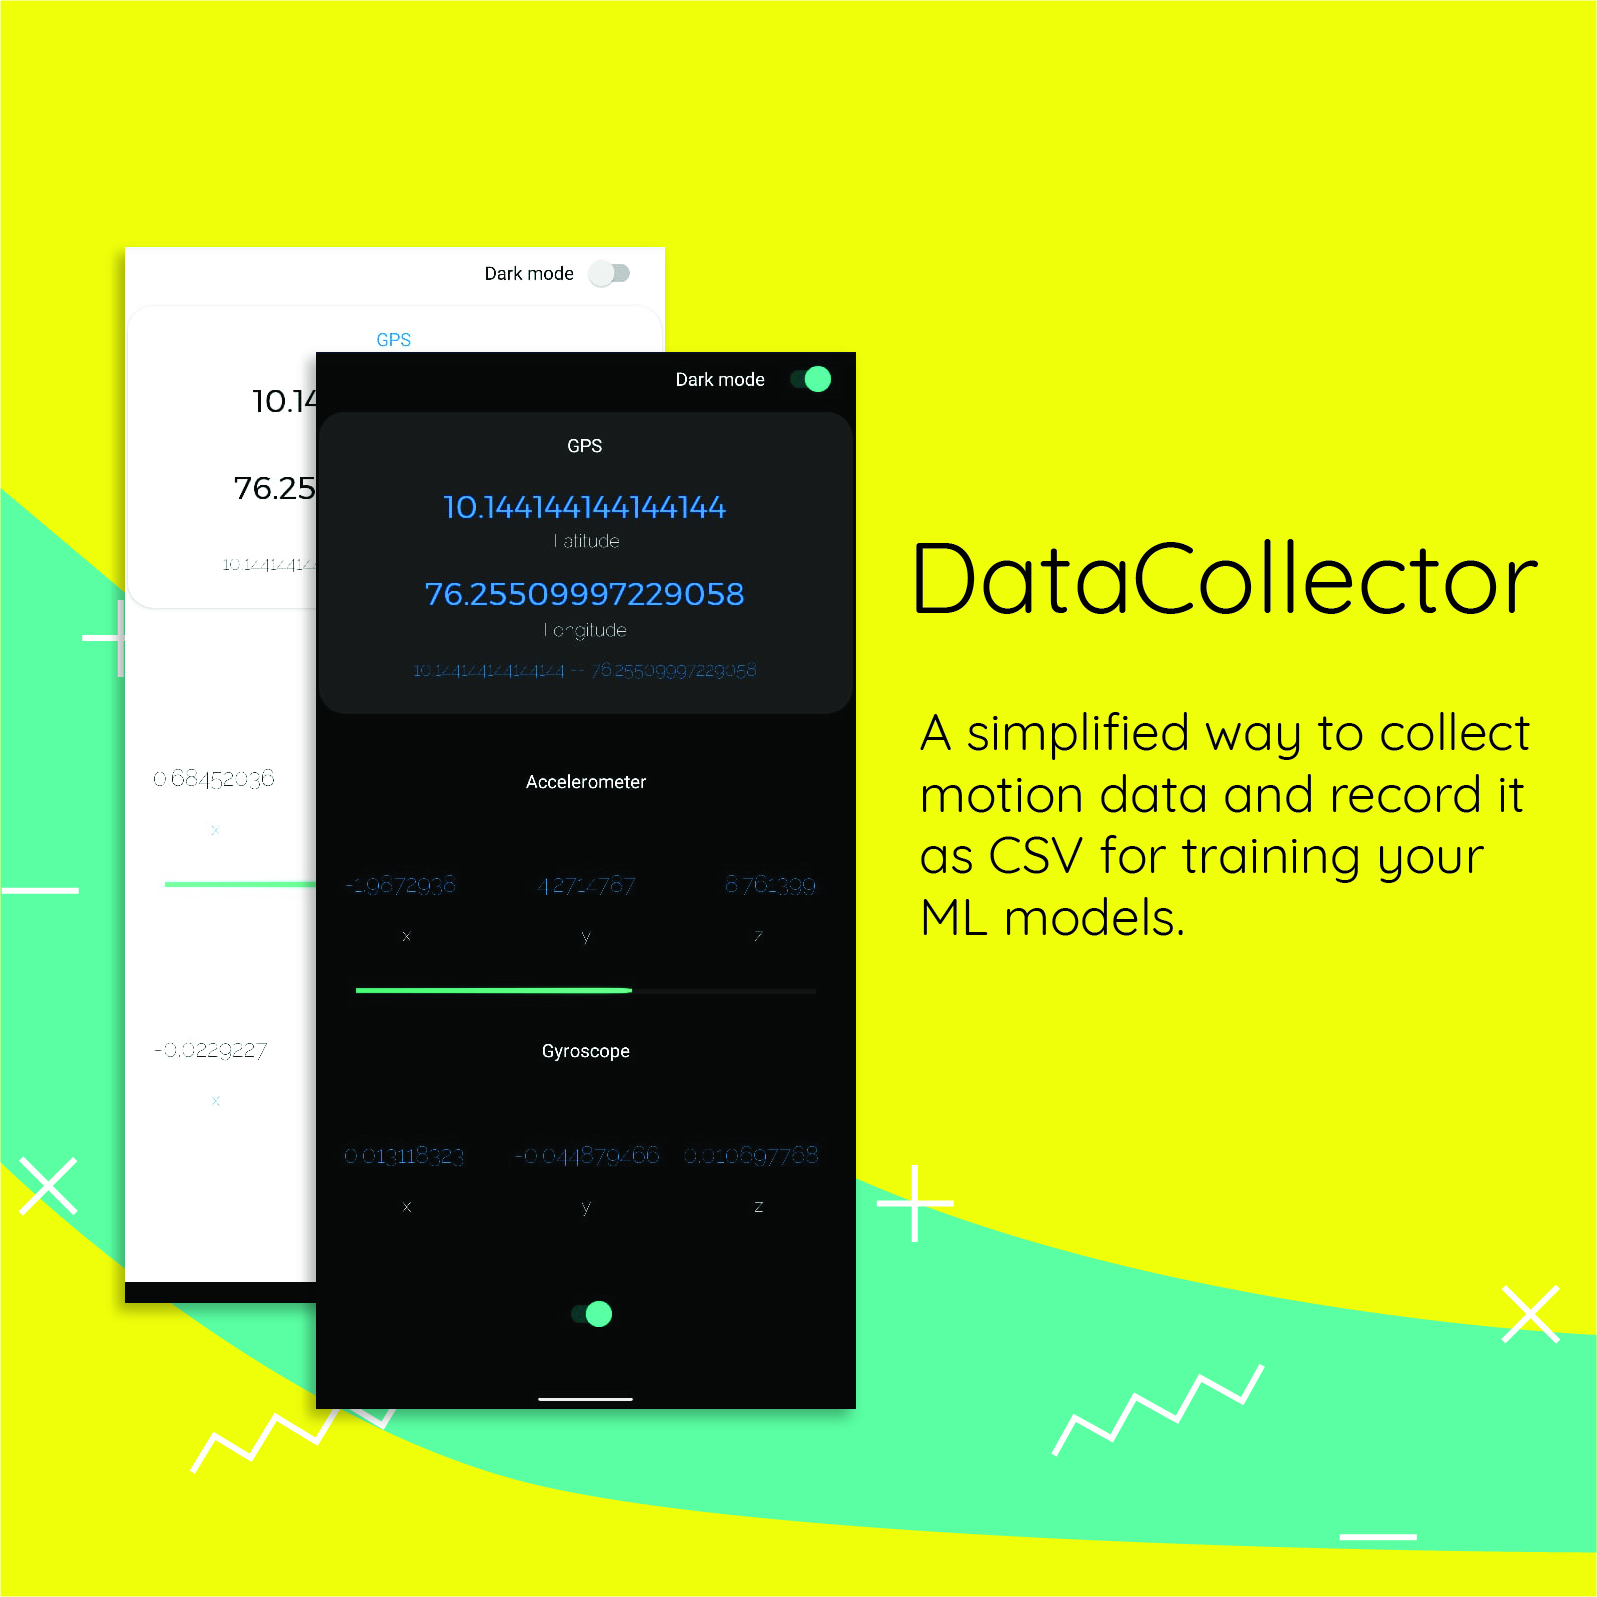 Dark mode
GPS
10.14
76.25
10.144144144
0.68452036
x
-0.0229227
x
Dark mode
GPS
10.144144144144144
Latitude
76.25509997229058
Longitude
10.144144144144144 -- 76.25509997229058
Accelerometer
-1.9872938 4.2714787 8.761399
x y z
Gyroscope
0.013118323 -0.044879466 0.010697768
x y z
DataCollector
A simplified way to collect
motion data and record it
as CSV for training your
ML models.